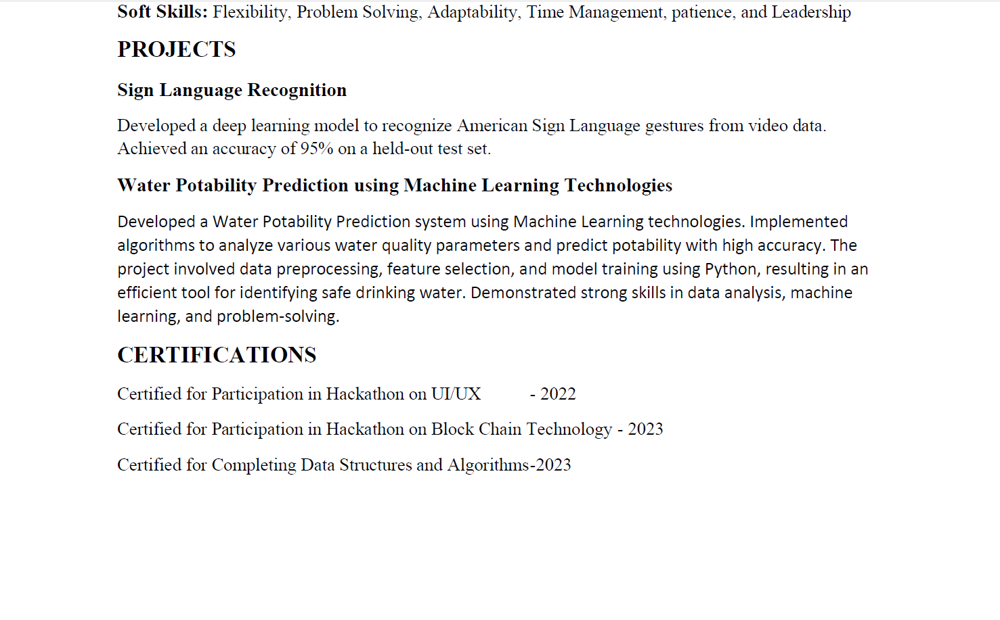 Soft Skills: Flexibility, Problem Solving, Adaptability, Time Management, patience, and Leadership
PROJECTS
Sign Language Recognition
Developed a deep learning model to recognize American Sign Language gestures from video data.
Achieved an accuracy of 95% on a held-out test set.
Water Potability Prediction using Machine Learning Technologies
Developed a Water Potability Prediction system using Machine Learning technologies. Implemented
algorithms to analyze various water quality parameters and predict potability with high accuracy. The
project involved data preprocessing, feature selection, and model training using Python, resulting in an
efficient tool for identifying safe drinking water. Demonstrated strong skills in data analysis, machine
learning, and problem-solving.
CERTIFICATIONS
Certified for Participation in Hackathon on UI/UX - 2022
Certified for Participation in Hackathon on Block Chain Technology - 2023
Certified for Completing Data Structures and Algorithms-2023